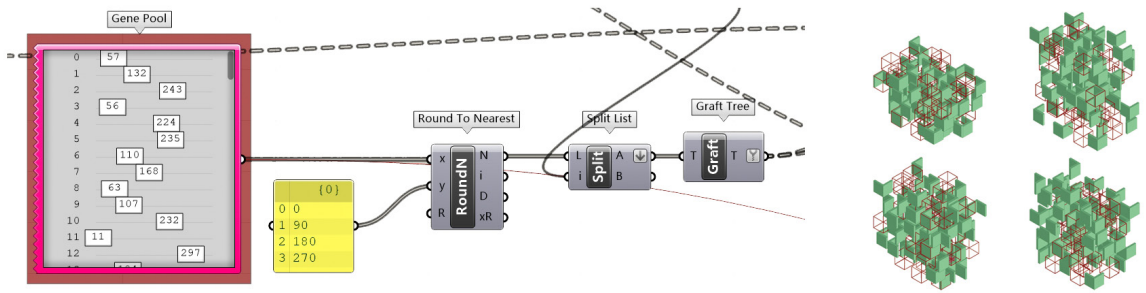 Gene Pool
0 57
1 132
2 243
3 56
4 224
5 235
6 110
7 168
8 63
9 107
10 232
11 11
12 297
{0}
0 0
1 90
2 180
3 270
Round To Nearest
x N
y i
R D
xR
RoundN
Split List
L A
i B
Split
Graft Tree
T T
Graft